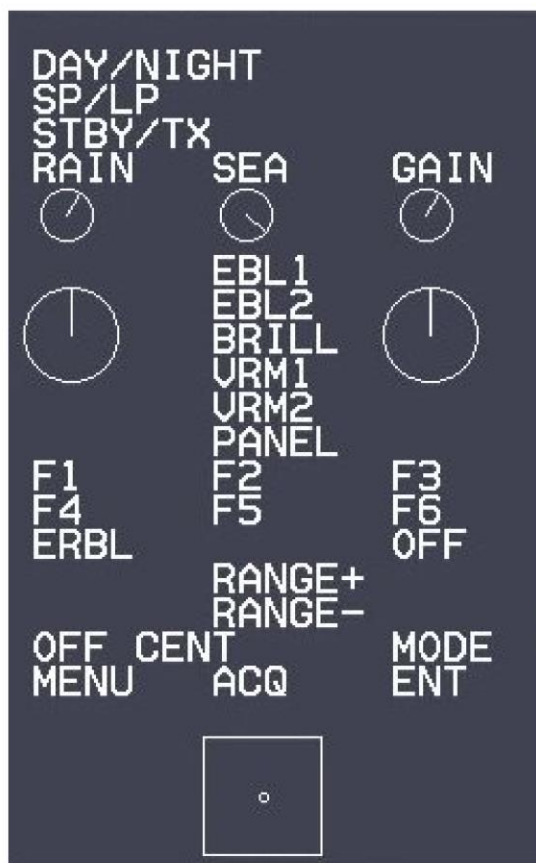 DAY/NIGHT
SP/LP
STBY/TX
RAIN SEA GAIN
EBL1
EBL2
BRILL
VRM1
VRM2
PANEL
F1 F2 F3
F4 F5 F6
ERBL OFF
RANGE+
RANGE-
OFF CENT MODE
MENU ACQ ENT